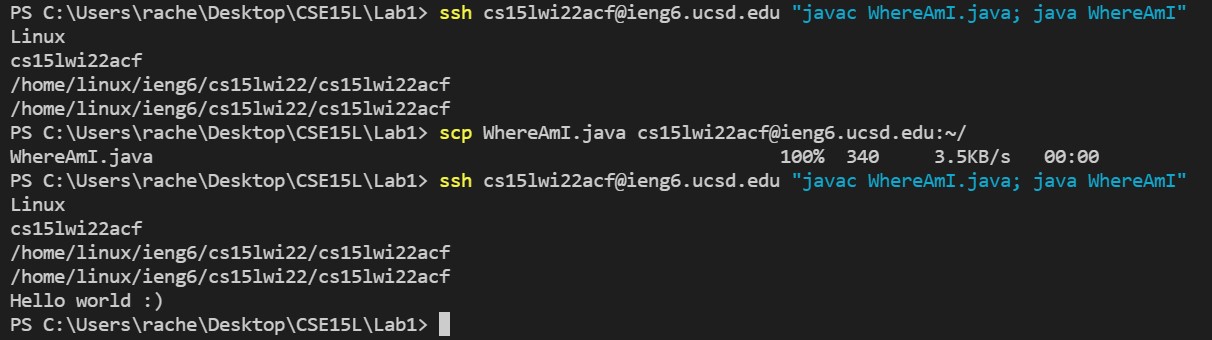 PS C:\Users\rache\Desktop\CSE15L\Lab1> ssh cs15lwi22acf@ieng6.ucsd.edu "javac WhereAmI.java; java WhereAmI"
Linux
cs15lwi22acf
/home/linux/ieng6/cs15lwi22/cs15lwi22acf
/home/linux/ieng6/cs15lwi22/cs15lwi22acf
PS C:\Users\rache\Desktop\CSE15L\Lab1> scp WhereAmI.java cs15lwi22acf@ieng6.ucsd.edu:~/
WhereAmI.java 100% 340 3.5KB/s 00:00
PS C:\Users\rache\Desktop\CSE15L\Lab1> ssh cs15lwi22acf@ieng6.ucsd.edu "javac WhereAmI.java; java WhereAmI"
Linux
cs15lwi22acf
/home/linux/ieng6/cs15lwi22/cs15lwi22acf
/home/linux/ieng6/cs15lwi22/cs15lwi22acf
Hello world :)
PS C:\Users\rache\Desktop\CSE15L\Lab1>